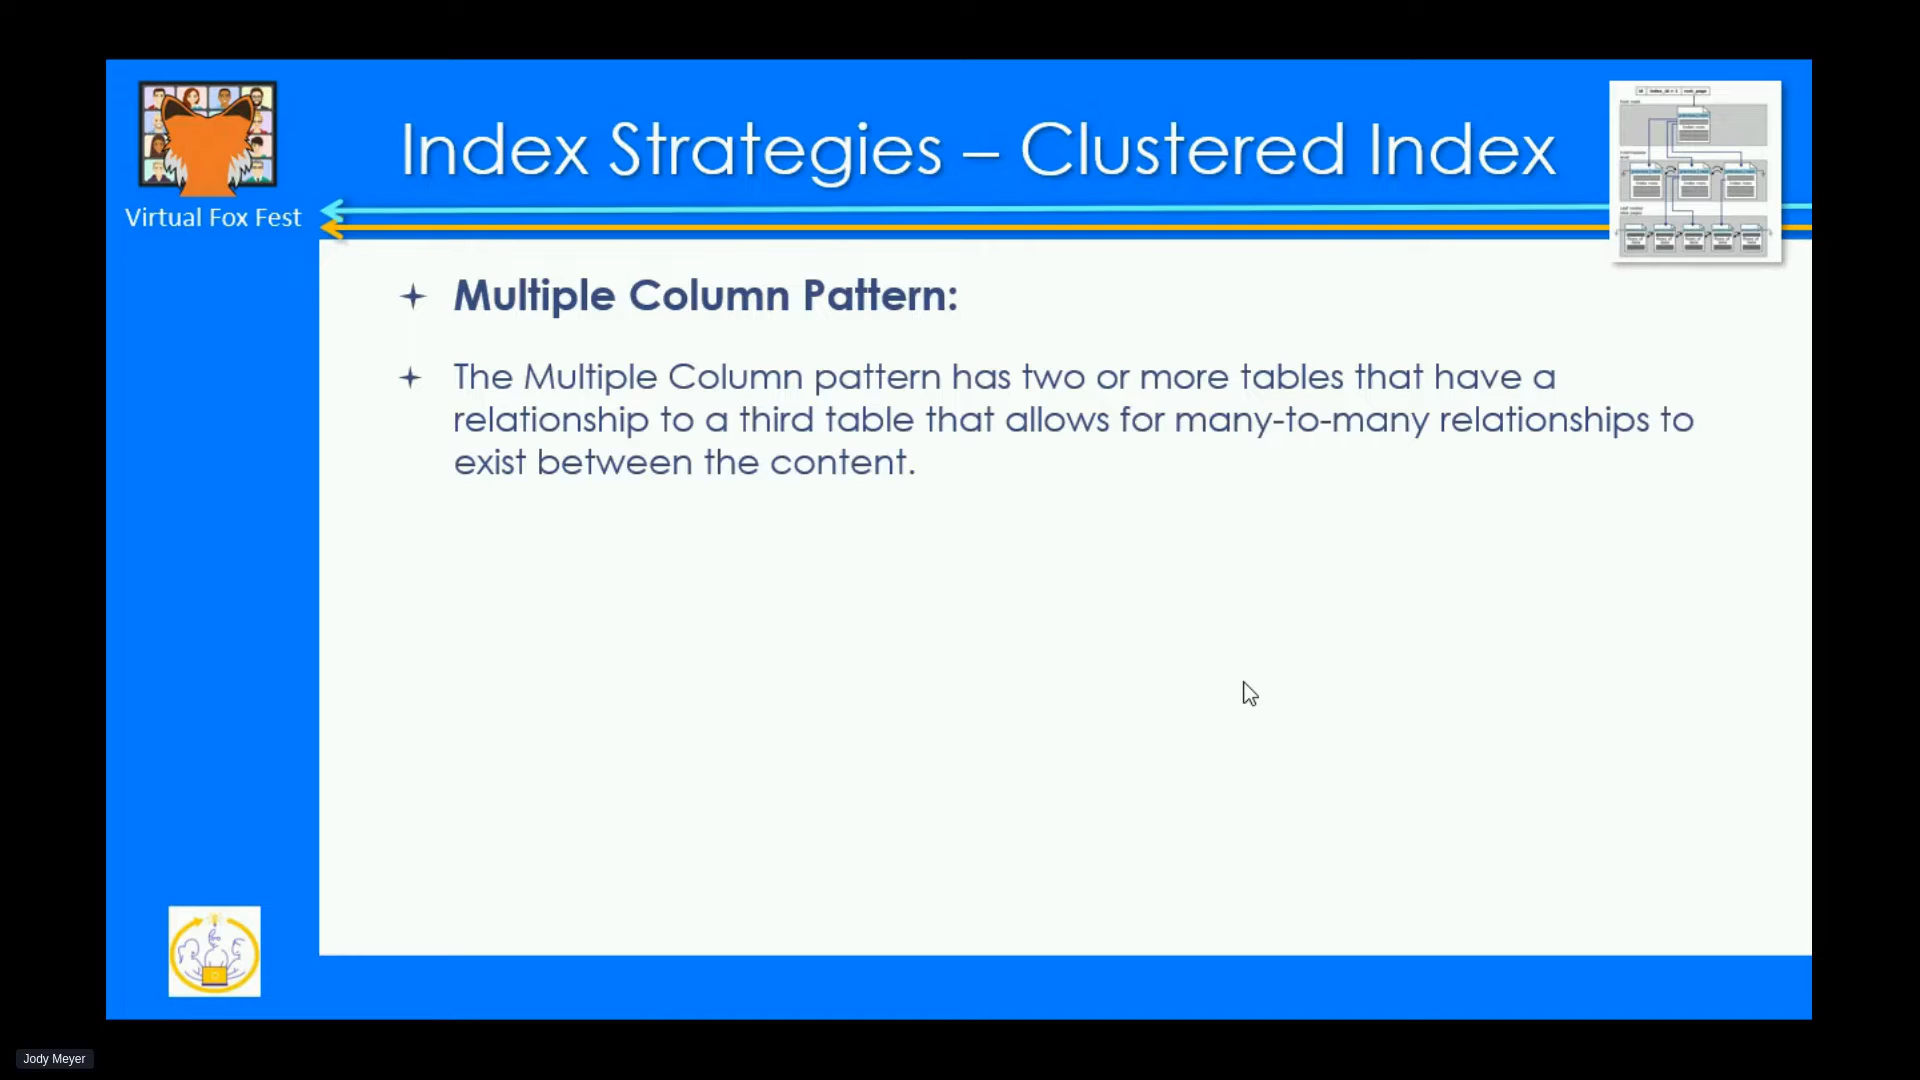 Index Strategies – Clustered Index
Virtual Fox Fest
Multiple Column Pattern:
The Multiple Column pattern has two or more tables that have a
relationship to a third table that allows for many-to-many relationships to
exist between the content.
Jody Meyer